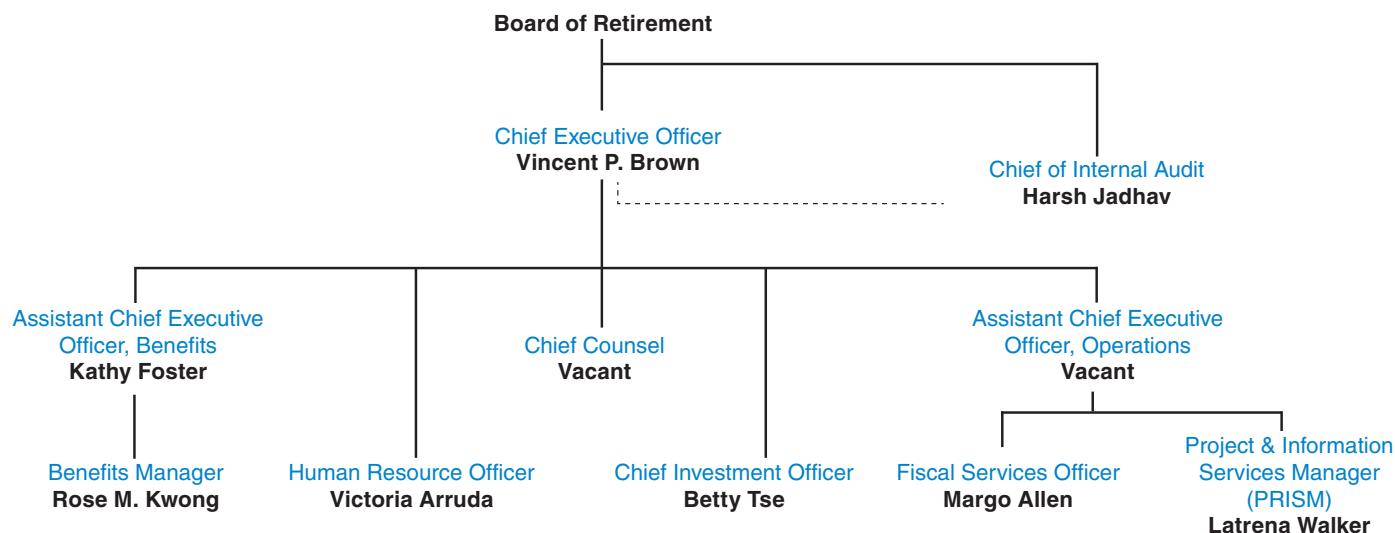 Board of Retirement
Chief Executive Officer
Vincent P. Brown
Chief of Internal Audit
Harsh Jadhav
Assistant Chief Executive
Officer, Benefits
Kathy Foster
Chief Counsel
Vacant
Assistant Chief Executive
Officer, Operations
Vacant
Benefits Manager
Rose M. Kwong
Human Resource Officer
Victoria Arruda
Chief Investment Officer
Betty Tse
Fiscal Services Officer
Margo Allen
Project & Information
Services Manager
(PRISM)
Latrena Walker